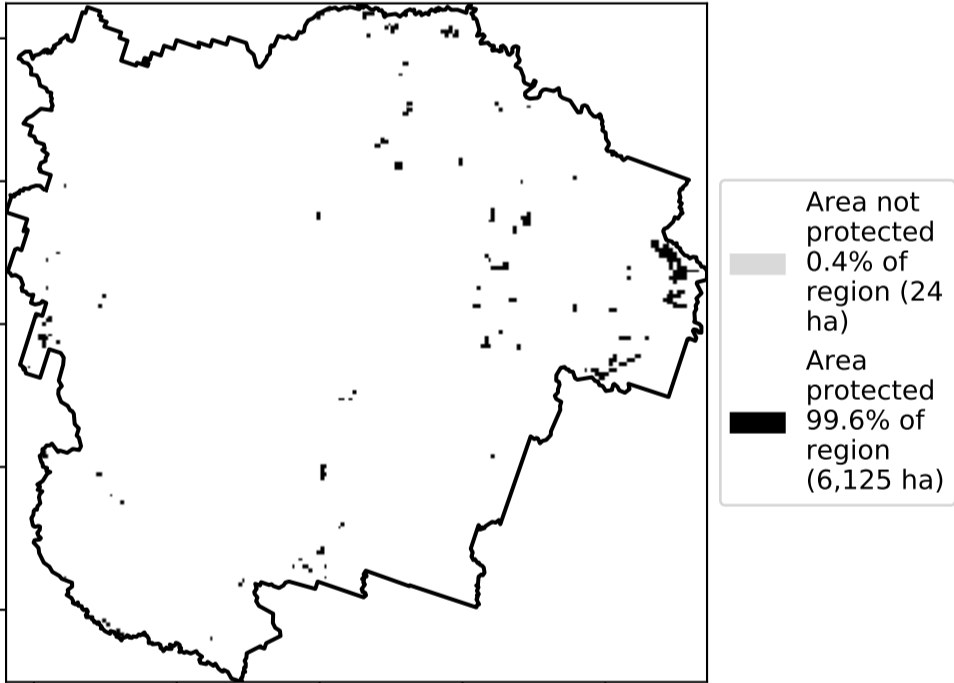 Area not
protected
0.4% of
region (24
ha)
Area
protected
99.6% of
region
(6,125 ha)